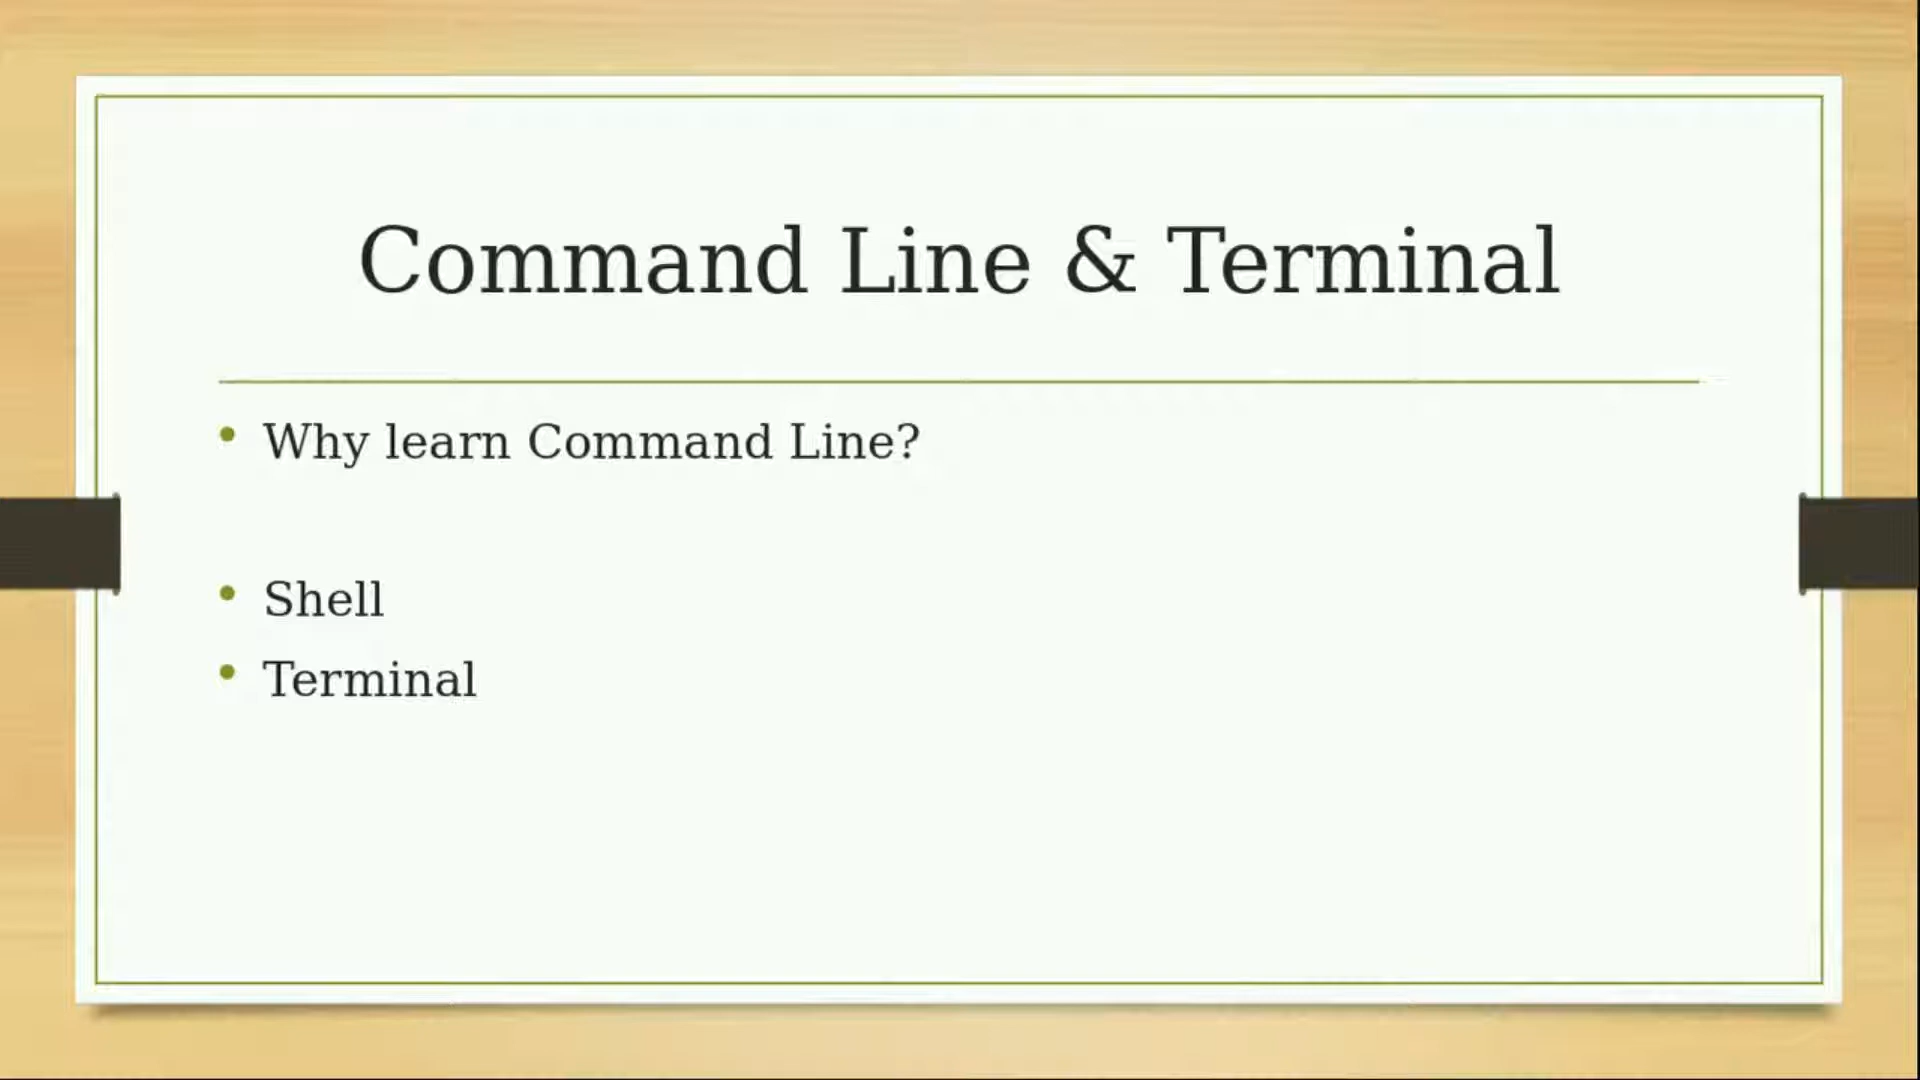 Command Line & Terminal
• Why learn Command Line?
• Shell
• Terminal